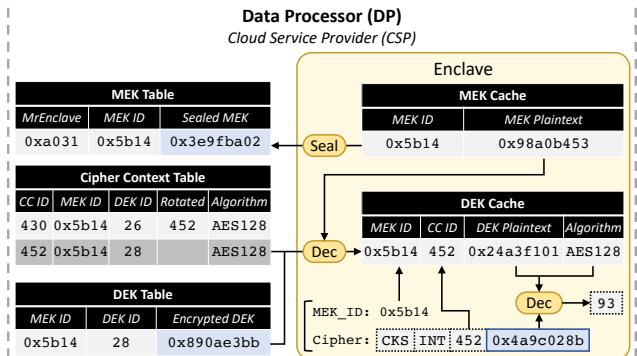 Data Processor (DP)
Cloud Service Provider (CSP)
Enclave
MEK Table
MrEnclave MEK ID Sealed MEK
0xa031 0x5b14 0x3e9fba02
Seal
MEK Cache
MEK ID MEK Plaintext
0x5b14 0x98a0b453
Cipher Context Table
CC ID MEK ID DEK ID Rotated Algorithm
430 0x5b14 26 452 AES128
452 0x5b14 28 AES128
Dec
DEK Cache
MEK ID CC ID DEK Plaintext Algorithm
0x5b14 452 0x24a3f101 AES128
Dec
93
DEK Table
MEK ID DEK ID Encrypted DEK
0x5b14 28 0x890ae3bb
MEK_ID: 0x5b14
Cipher: CKS INT 452 0x4a9c028b